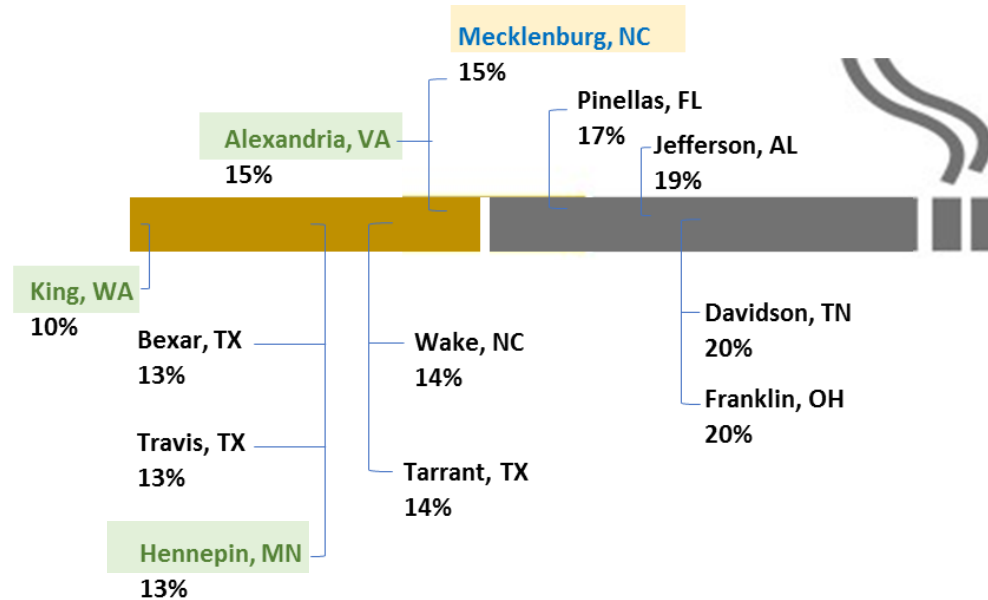 Mecklenburg, NC
15%
Pinellas, FL
17%
Alexandria, VA
15%
Jefferson, AL
19%
King, WA
10%
Bexar, TX
13%
Wake, NC
14%
Davidson, TN
20%
Franklin, OH
20%
Travis, TX
13%
Tarrant, TX
14%
Hennepin, MN
13%